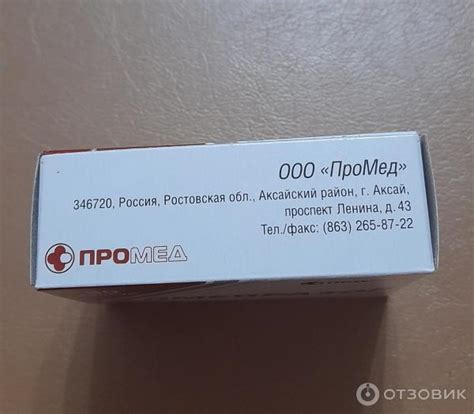 ООО «ПроМед»
346720, Россия, Ростовская обл., Аксайский район, г. Аксай,
проспект Ленина, д. 43
Тел./факс: (863) 265-87-22
ПРОМЕД
ОТЗОВИК